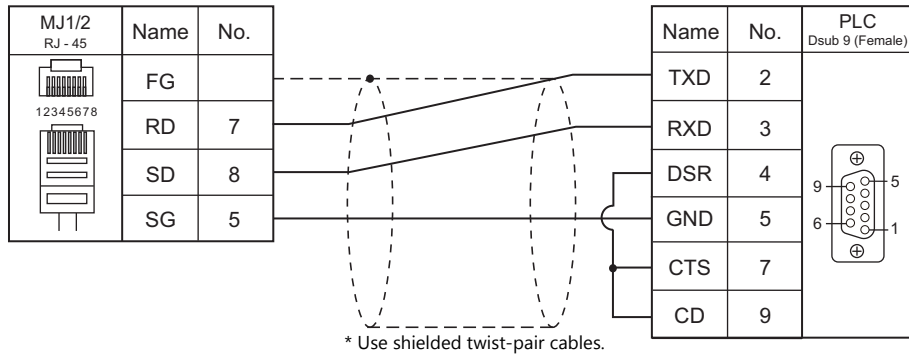 MJ1/2
RJ - 45
Name No.
FG
RD 7
SD 8
SG 5
12345678
Name No.
PLC
Dsub 9 (Female)
TXD 2
RXD 3
DSR 4
GND 5
CTS 7
CD 9
9 5
6 1
* Use shielded twist-pair cables.